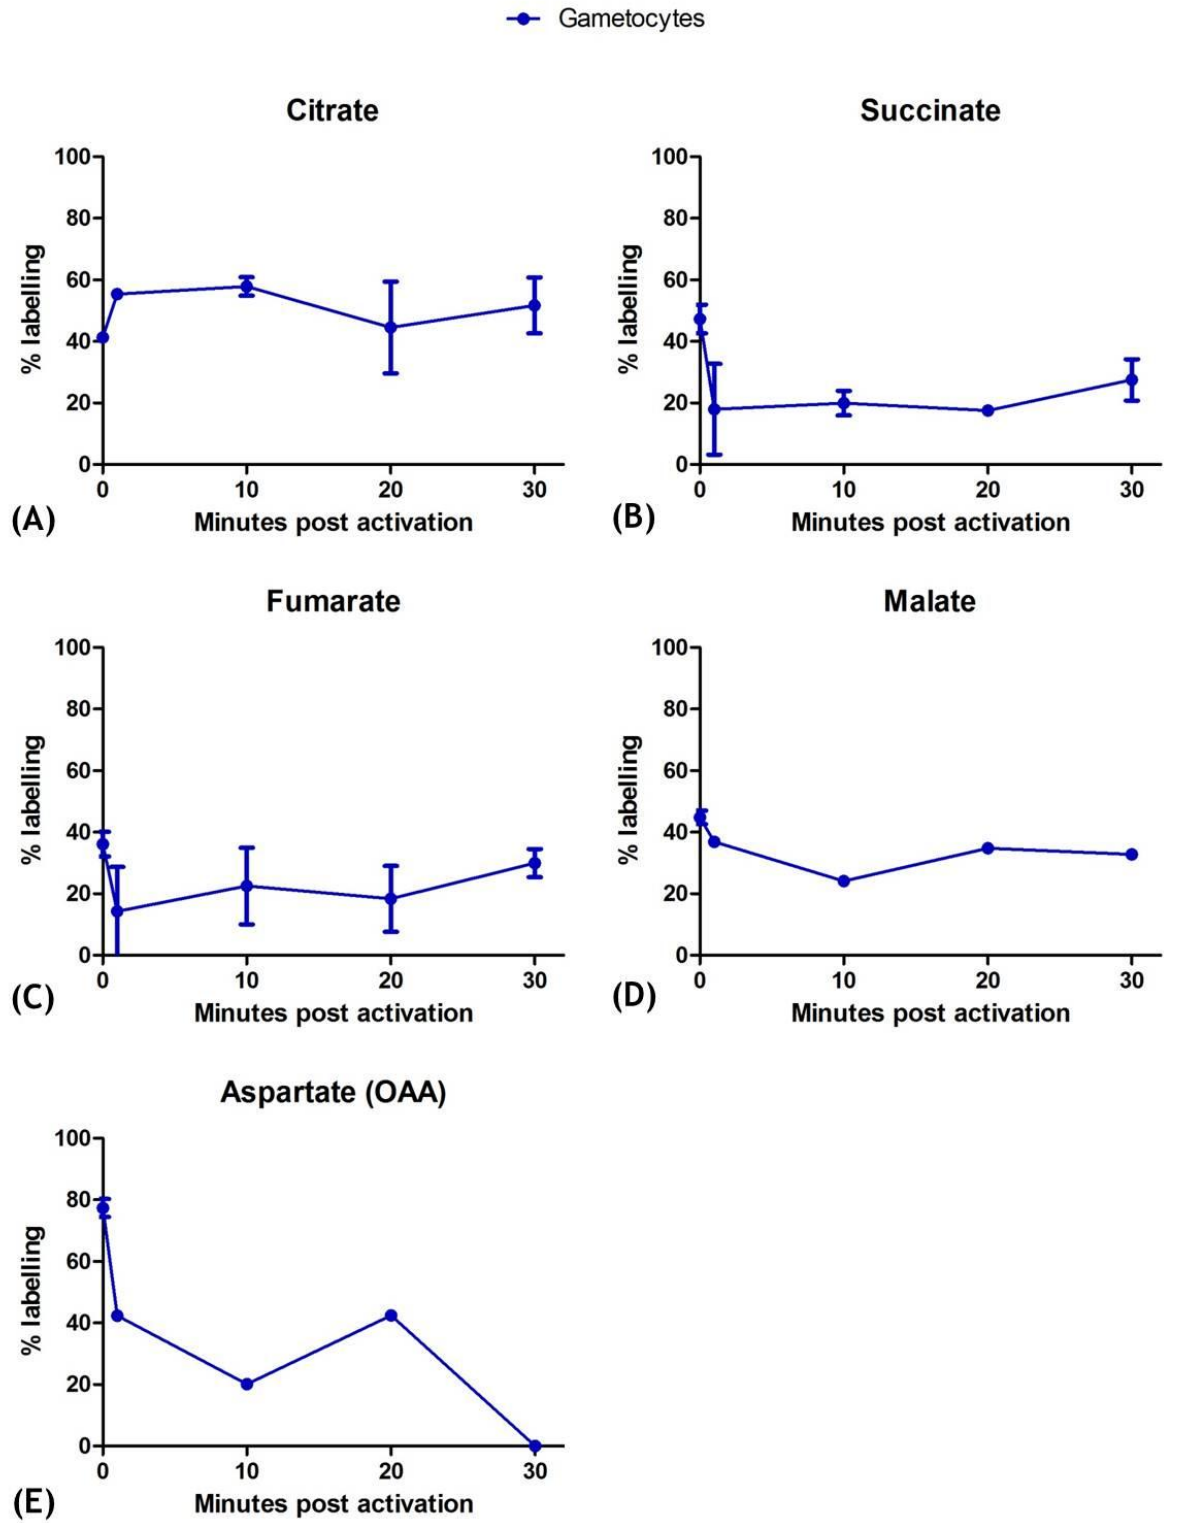 Gametocytes
Citrate
100
80
60
40
20
0
% labelling
0 10 20 30
Minutes post activation
(A)
Succinate
100
80
60
40
20
0
% labelling
0 10 20 30
Minutes post activation
(B)
Fumarate
100
80
60
40
20
0
% labelling
0 10 20 30
Minutes post activation
(C)
Malate
100
80
60
40
20
0
% labelling
0 10 20 30
Minutes post activation
(D)
Aspartate (OAA)
100
80
60
40
20
0
% labelling
0 10 20 30
Minutes post activation
(E)